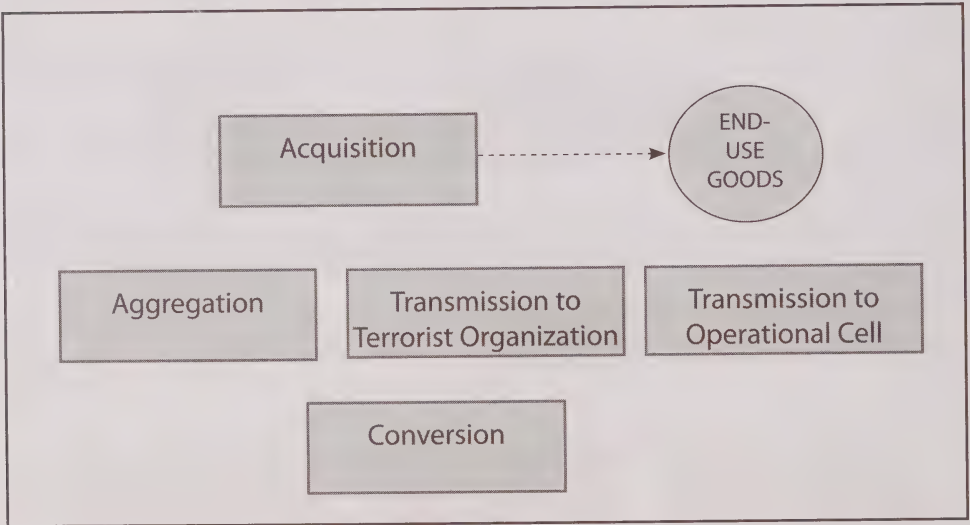 Acquisition
END-
USE
GOODS
Aggregation
Transmission to
Terrorist Organization
Transmission to
Operational Cell
Conversion